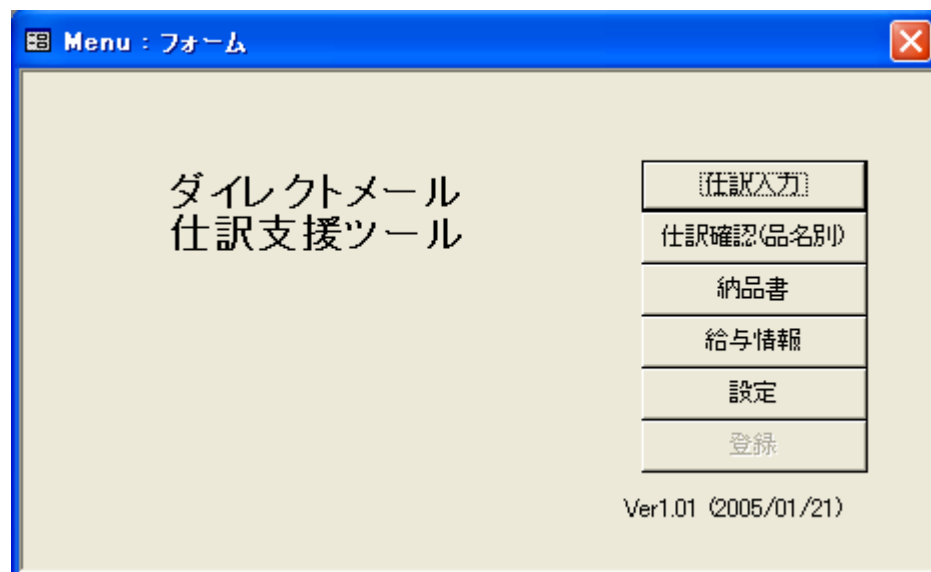 Menu : フォーム
ダイレクトメール
仕訳支援ツール
仕訳入力
仕訳確認(品名別)
納品書
給与情報
設定
登録
Ver1.01 (2005/01/21)